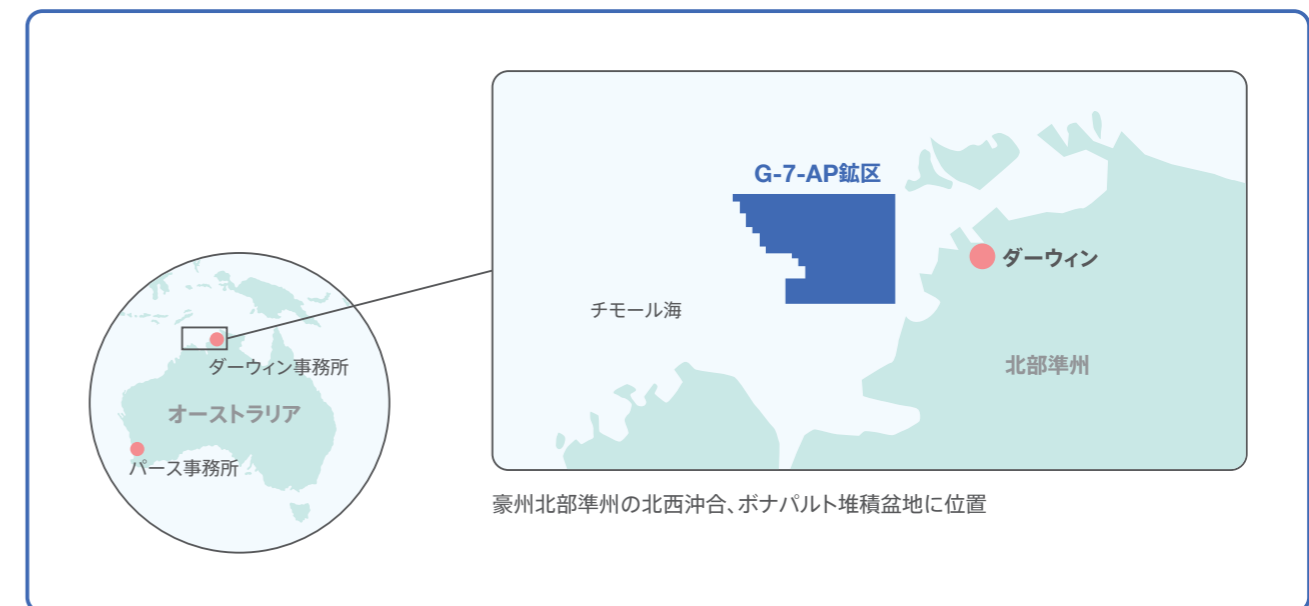 G-7-AP鉱区
ダーウィン
チモール海
北部準州
ダーウィン事務所
オーストラリア
パース事務所
豪州北部準州の北西沖合、ボナパルト堆積盆地に位置